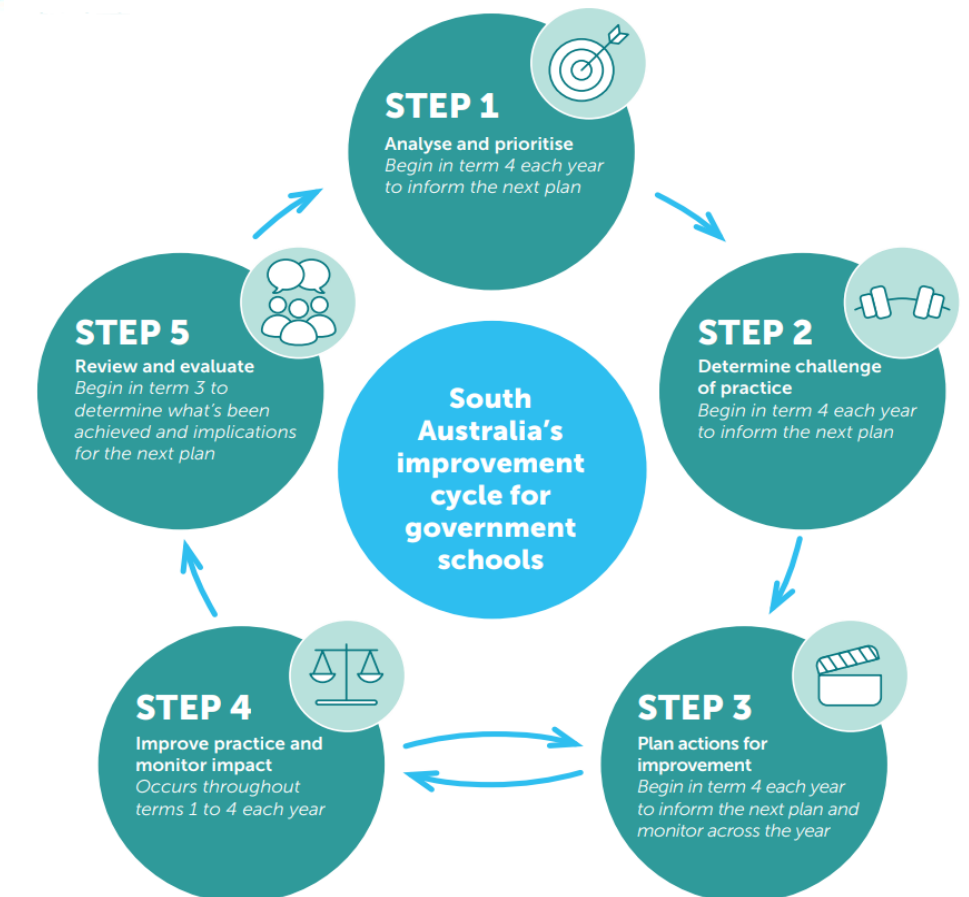 STEP 1
Analyse and prioritise
Begin in term 4 each year
to inform the next plan
STEP 2
Determine challenge
of practice
Begin in term 4 each year
to inform the next plan
STEP 3
Plan actions for
improvement
Begin in term 4 each year
to inform the next plan and
monitor across the year
STEP 4
Improve practice and
monitor impact
Occurs throughout
terms 1 to 4 each year
STEP 5
Review and evaluate
Begin in term 3 to
determine what's been
achieved and implications
for the next plan
South
Australia's
improvement
cycle for
government
schools